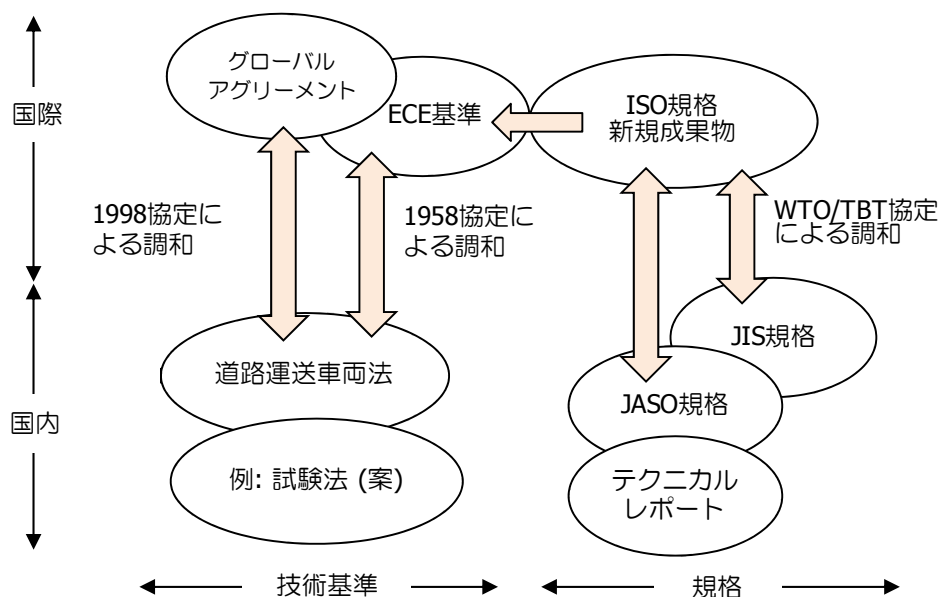 グローバル
アグリーメント
ECE基準
ISO規格
新規成果物
国際
1998協定に
よる調和
1958協定に
よる調和
WTO/TBT協定
による調和
道路運送車両法
JIS規格
国内
JASO規格
例: 試験法 (案)
テクニカル
レポート
技術基準
規格